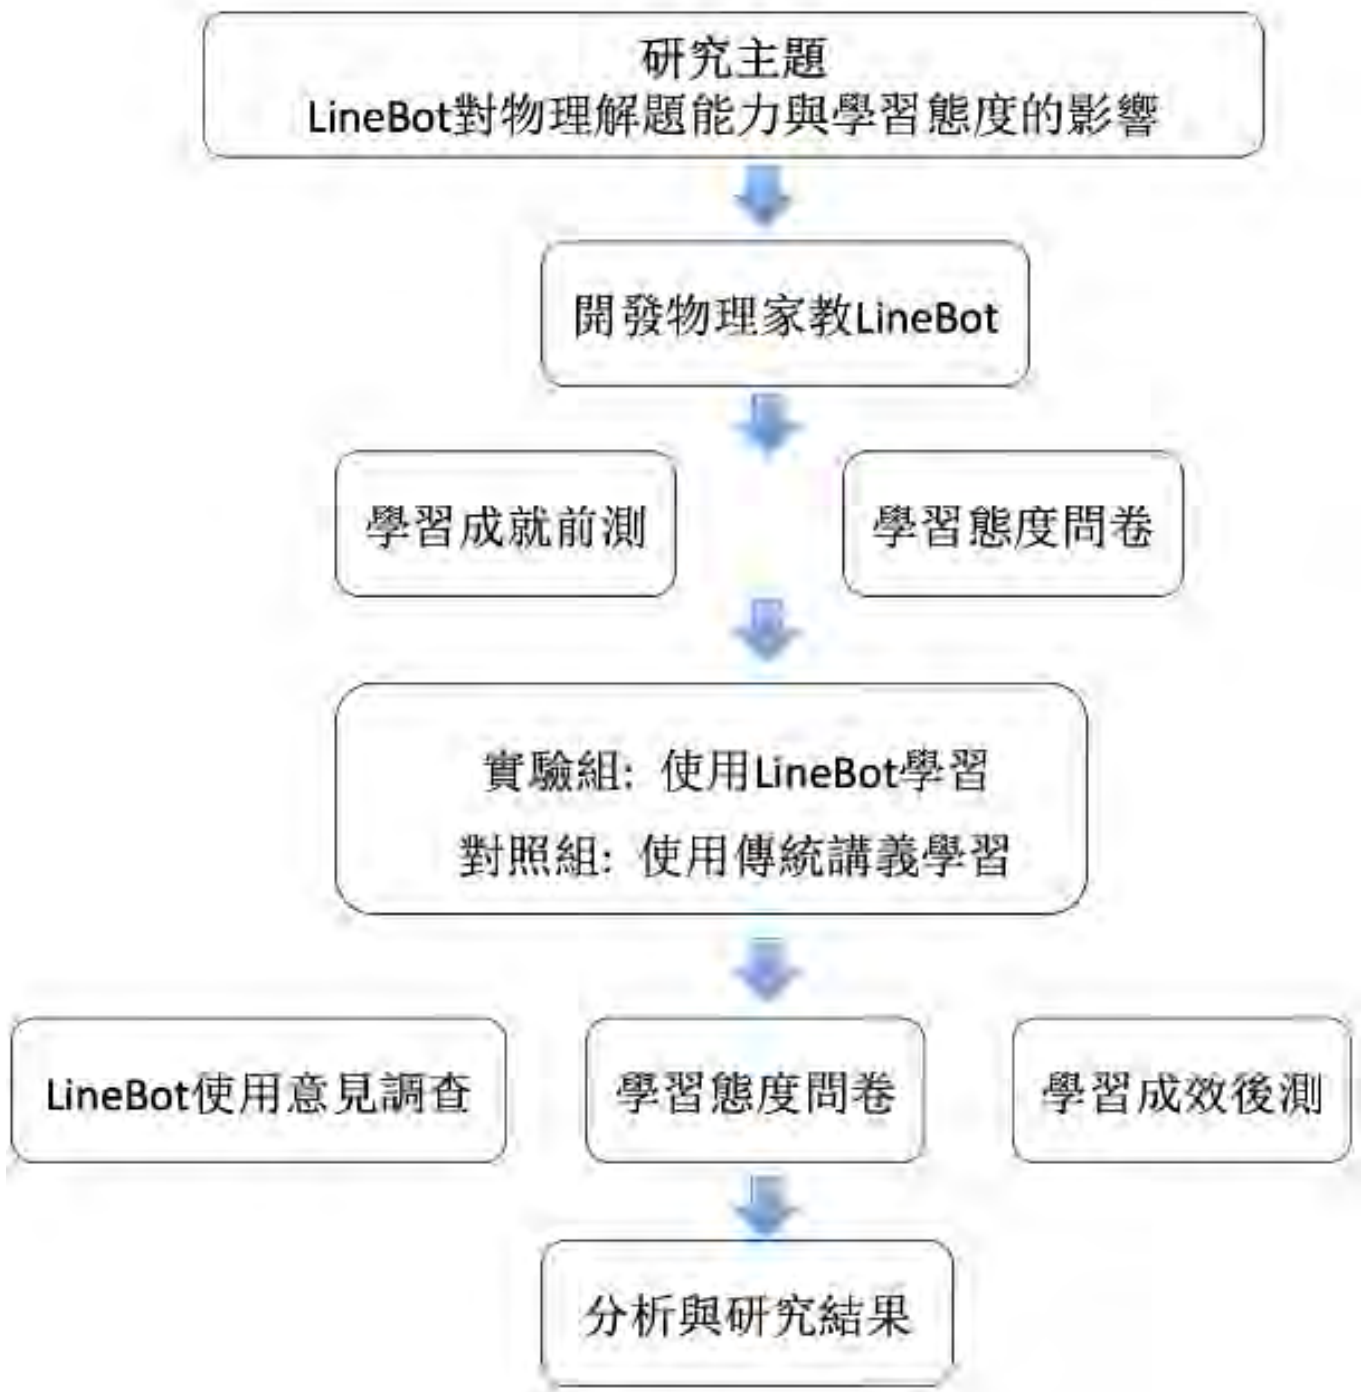 研究主題
LineBot對物理解題能力與學習態度的影響
開發物理家教LineBot
學習成就前測
學習態度問卷
實驗組: 使用LineBot學習
對照組: 使用傳統講義學習
LineBot使用意見調查
學習態度問卷
學習成效後測
分析與研究結果